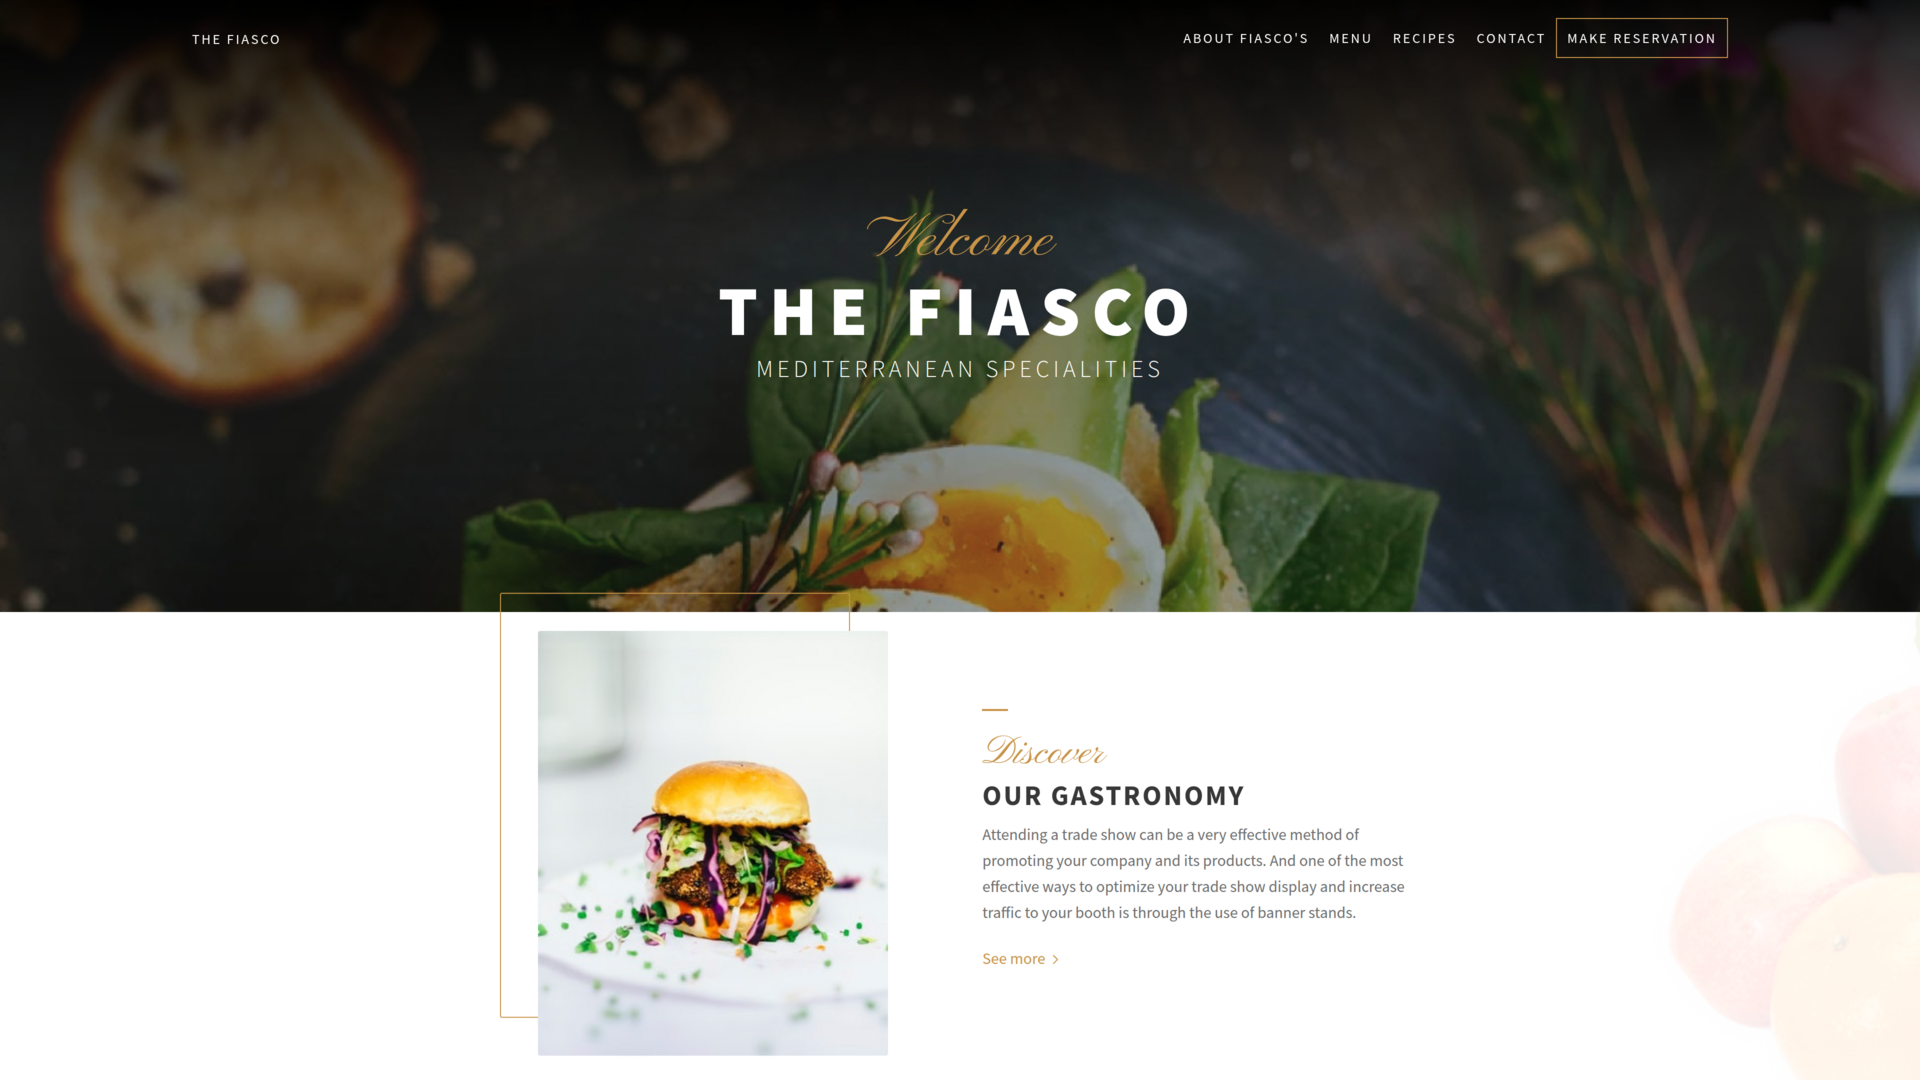 THE FIASCO
ABOUT FIASCO'S MENU RECIPES CONTACT MAKE RESERVATION
Welcome
THE FIASCO
MEDITERRANEAN SPECIALITIES
Discover
OUR GASTRONOMY
Attending a trade show can be a very effective method of
promoting your company and its products. And one of the most
effective ways to optimize your trade show display and increase
traffic to your booth is through the use of banner stands.
See more